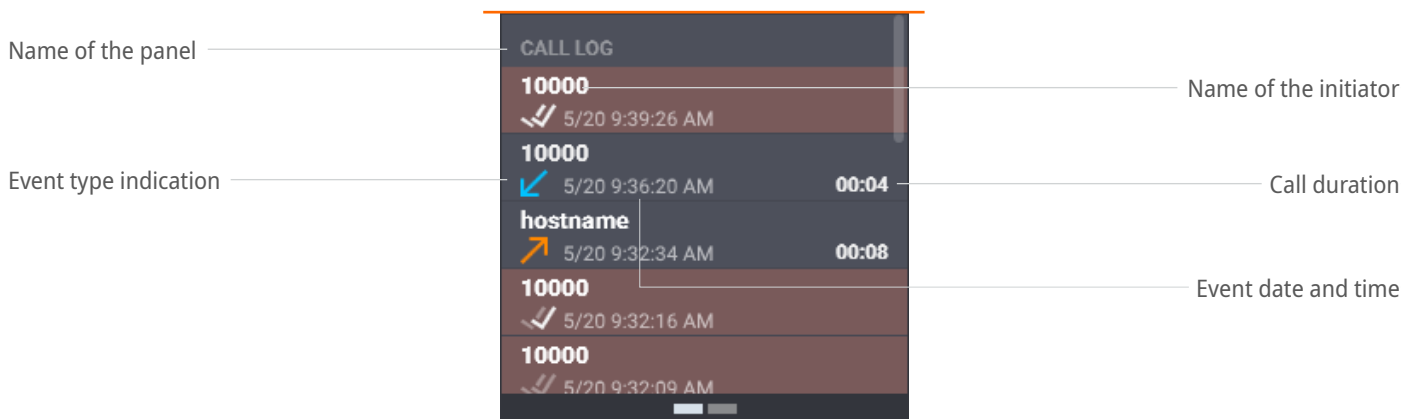 Name of the panel
CALL LOG
10000
Name of the initiator
5/20 9:39:26 AM
10000
Event type indication
5/20 9:36:20 AM 00:04
Call duration
hostname
5/20 9:32:34 AM 00:08
10000
Event date and time
5/20 9:32:16 AM
10000
5/20 9:32:09 AM